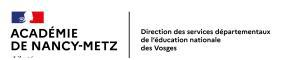 ACADÉMIE
DE NANCY-METZ
Direction des services départementaux
de l'éducation nationale
des Vosges